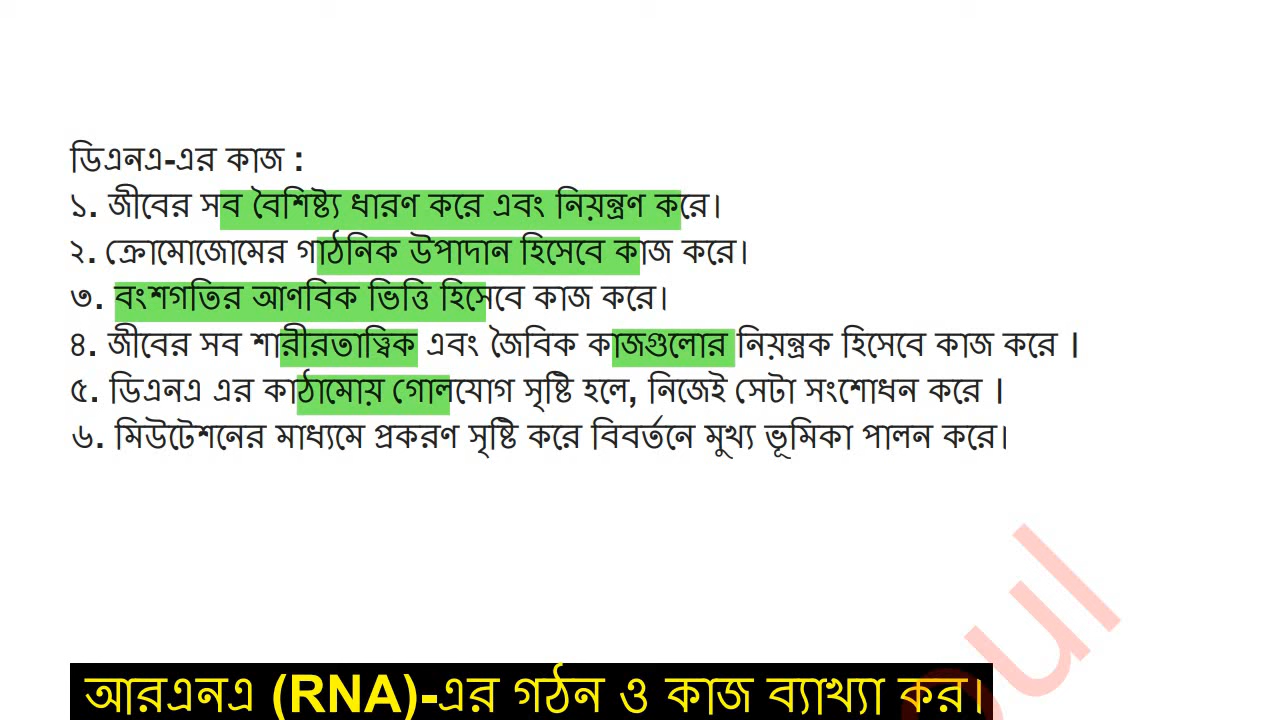 ডিএনএ-এর কাজ :
১. জীবের সব বৈশিষ্ট্য ধারণ করে এবং নিয়ন্ত্রণ করে।
২. ক্রোমোজোমের গাঠনিক উপাদান হিসেবে কাজ করে।
৩. বংশগতির আণবিক ভিত্তি হিসেবে কাজ করে।
৪. জীবের সব শারীরতাত্ত্বিক এবং জৈবিক কাজগুলোর নিয়ন্ত্রক হিসেবে কাজ করে ।
৫. ডিএনএ এর কাঠামোয় গোলযোগ সৃষ্টি হলে, নিজেই সেটা সংশোধন করে ।
৬. মিউটেশনের মাধ্যমে প্রকরণ সৃষ্টি করে বিবর্তনে মুখ্য ভূমিকা পালন করে।
আরএনএ (RNA)-এর গঠন ও কাজ ব্যাখ্যা কর।